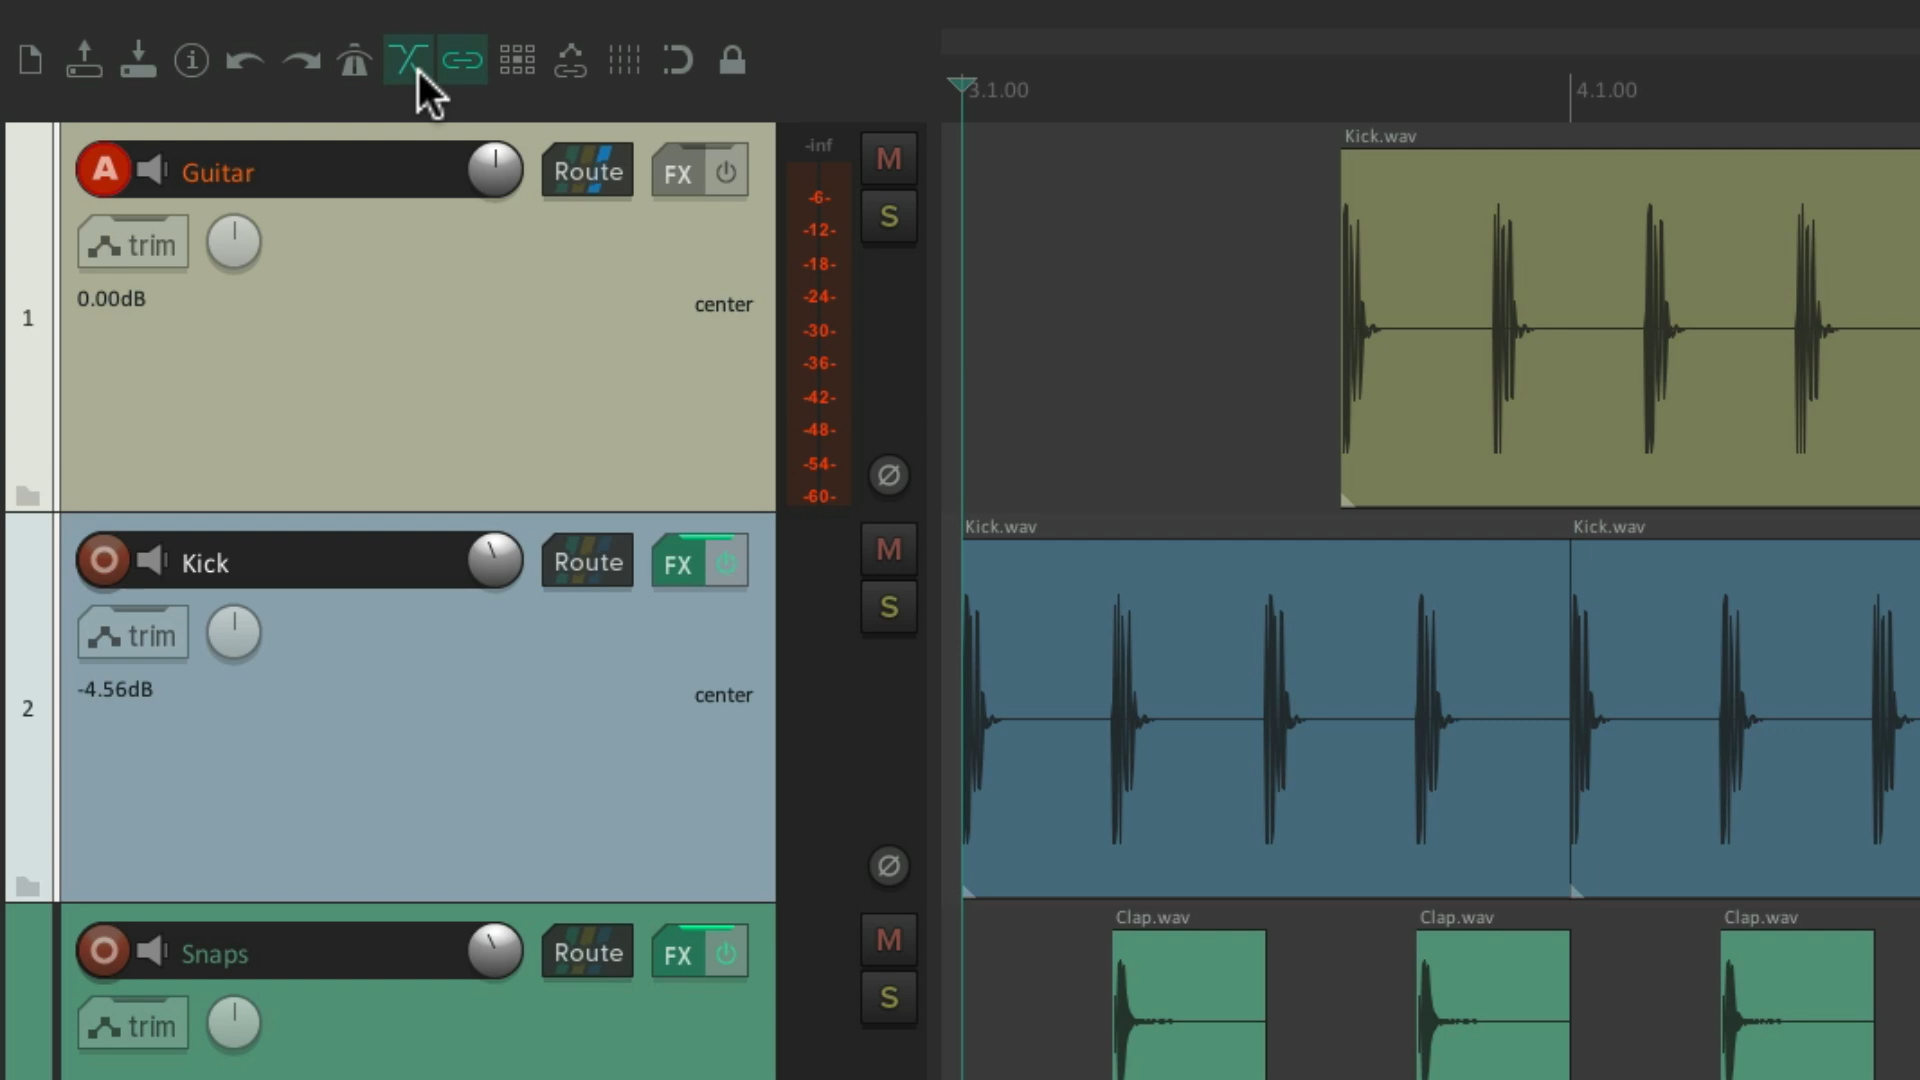 3.1.00
4.1.00
Kick.wav
A
Guitar
Route
FX
-inf
M
trim
-6-
S
-12-
-18-
0.00dB
center
-24-
1
-30-
-36-
-42-
-48-
-54-
-60-
Ø
Kick.wav
Kick.wav
Kick
Route
FX
M
S
trim
-4.56dB
center
2
Ø
Clap.wav
Clap.wav
Clap.wav
Snaps
Route
FX
M
S
trim